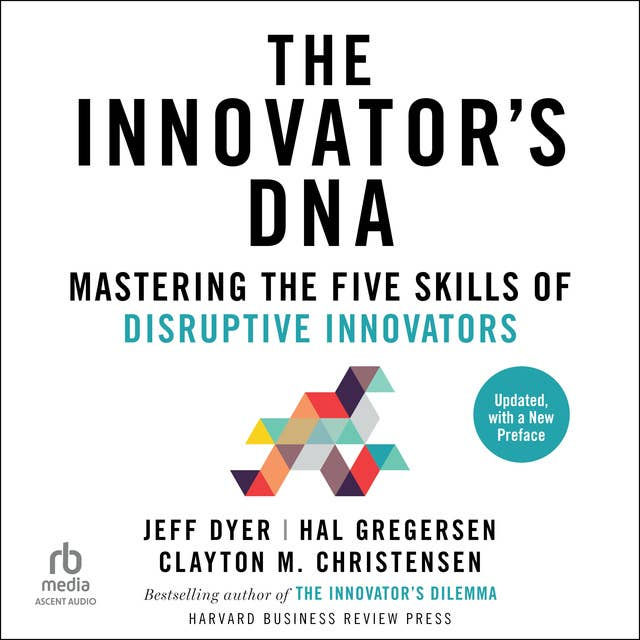 THE
INNOVATOR'S
DNA
MASTERING THE FIVE SKILLS OF
DISRUPTIVE INNOVATORS
Updated,
with a New
Preface
JEFF DYER | HAL GREGERSEN
CLAYTON M. CHRISTENSEN
Bestselling author of THE INNOVATOR'S DILEMMA
HARVARD BUSINESS REVIEW PRESS
rb
media
ASCENT AUDIO